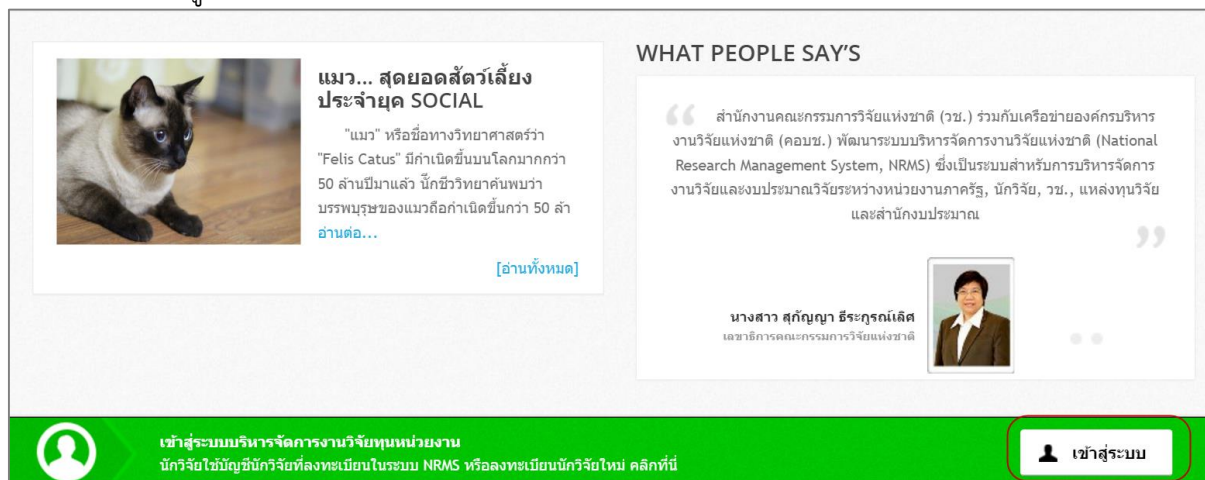 แมว... สุดยอดสัตว์เลี้ยง
ประจำยุค SOCIAL
"แมว" หรือชื่อทางวิทยาศาสตร์ว่า
"Felis Catus" มีกำเนิดขึ้นบนโลกมากกว่า
50 ล้านปีมาแล้ว นักชีววิทยาค้นพบว่า
บรรพบุรุษของแมวถือกำเนิดขึ้นกว่า 50 ล้า
อ่านต่อ...
[อ่านทั้งหมด]
WHAT PEOPLE SAY'S
“ สำนักงานคณะกรรมการวิจัยแห่งชาติ (วช.) ร่วมกับเครือข่ายองค์กรบริหาร
งานวิจัยแห่งชาติ (คอบช.) พัฒนาระบบบริหารจัดการงานวิจัยแห่งชาติ (National
Research Management System, NRMS) ซึ่งเป็นระบบสำหรับการบริหารจัดการ
งานวิจัยและงบประมาณวิจัยระหว่างหน่วยงานภาครัฐ, นักวิจัย, วช., แหล่งทุนวิจัย
และสำนักงบประมาณ
”
นางสาว สุกัญญา ธีระกูรณ์เลิศ
เลขาธิการคณะกรรมการวิจัยแห่งชาติ
เข้าสู่ระบบบริหารจัดการงานวิจัยทุนหน่วยงาน
นักวิจัยใช้บัญชีนักวิจัยที่ลงทะเบียนในระบบ NRMS หรือลงทะเบียนนักวิจัยใหม่ คลิกที่นี่
เข้าสู่ระบบ